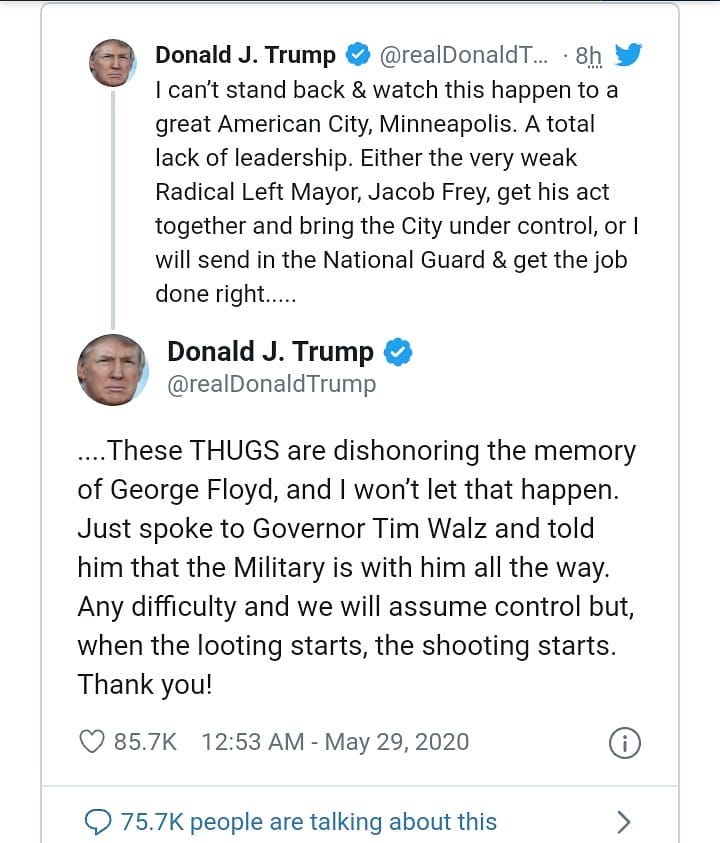 Donald J. Trump @realDonaldT... · 8h
I can't stand back & watch this happen to a
great American City, Minneapolis. A total
lack of leadership. Either the very weak
Radical Left Mayor, Jacob Frey, get his act
together and bring the City under control, or I
will send in the National Guard & get the job
done right.....
Donald J. Trump
@realDonaldTrump
....These THUGS are dishonoring the memory
of George Floyd, and I won't let that happen.
Just spoke to Governor Tim Walz and told
him that the Military is with him all the way.
Any difficulty and we will assume control but,
when the looting starts, the shooting starts.
Thank you!
85.7K 12:53 AM - May 29, 2020
75.7K people are talking about this